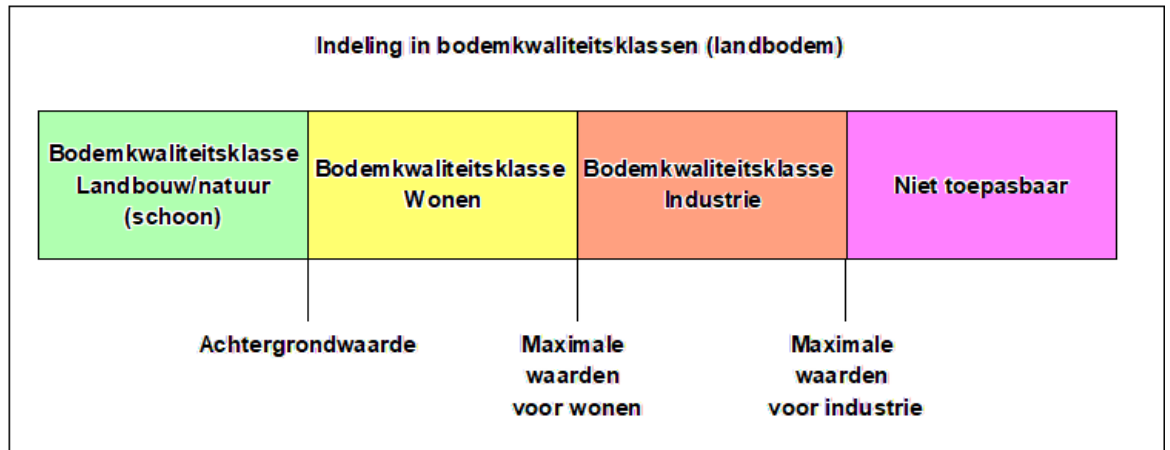 Indeling in bodemkwaliteitsklassen (landbodem)
Bodemkwaliteitsklasse
Landbouw/natuur
(schoon)
Bodemkwaliteitsklasse
Wonen
Bodemkwaliteitsklasse
Industrie
Niet toepasbaar
Achtergrondwaarde
Maximale
waarden
voor wonen
Maximale
waarden
voor industrie